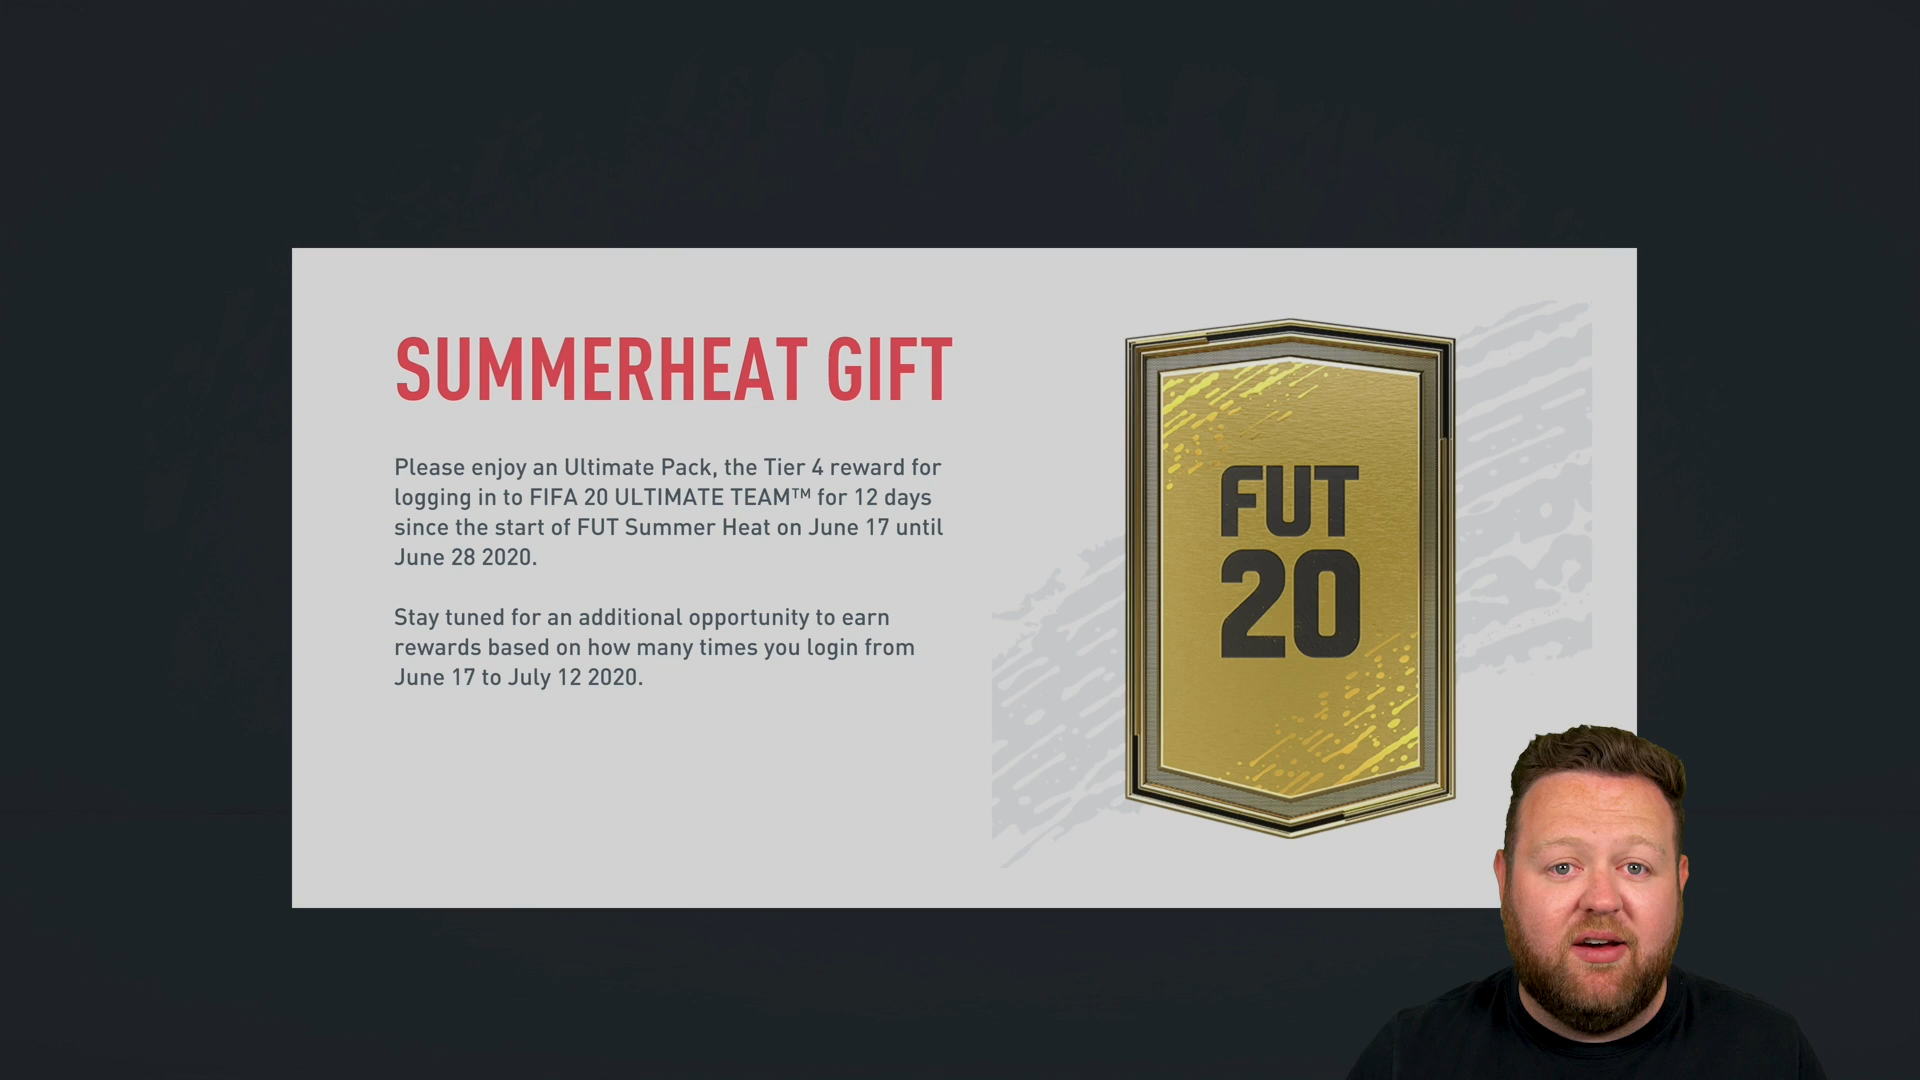 SUMMERHEAT GIFT
Please enjoy an Ultimate Pack, the Tier 4 reward for
logging in to FIFA 20 ULTIMATE TEAM™ for 12 days
since the start of FUT Summer Heat on June 17 until
June 28 2020.
Stay tuned for an additional opportunity to earn
rewards based on how many times you login from
June 17 to July 12 2020.
FUT
20